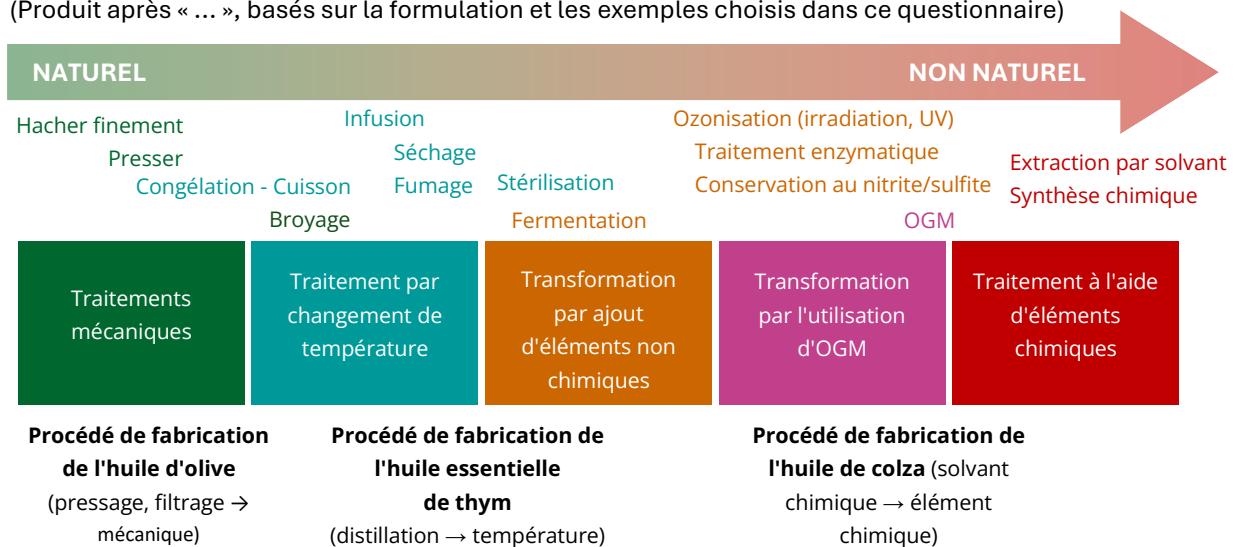 (Produit après « ... », basés sur la formulation et les exemples choisis dans ce questionnaire)
NATUREL
NON NATUREL
Hacher finement
Presser
Congélation - Cuisson
Broyage
Infusion
Séchage
Fumage
Stérilisation
Fermentation
Ozonisation (irradiation, UV)
Traitement enzymatique
Conservation au nitrite/sulfite
OGM
Extraction par solvant
Synthèse chimique
Traitements
mécaniques
Traitement par
changement de
température
Transformation
par ajout
d'éléments non
chimiques
Transformation
par l'utilisation
d'OGM
Traitement à l'aide
d'éléments
chimiques
Procédé de fabrication
de l'huile d'olive
(pressage, filtrage →
mécanique)
Procédé de fabrication de
l'huile essentielle
de thym
(distillation → température)
Procédé de fabrication de
l'huile de colza (solvant
chimique → élément
chimique)